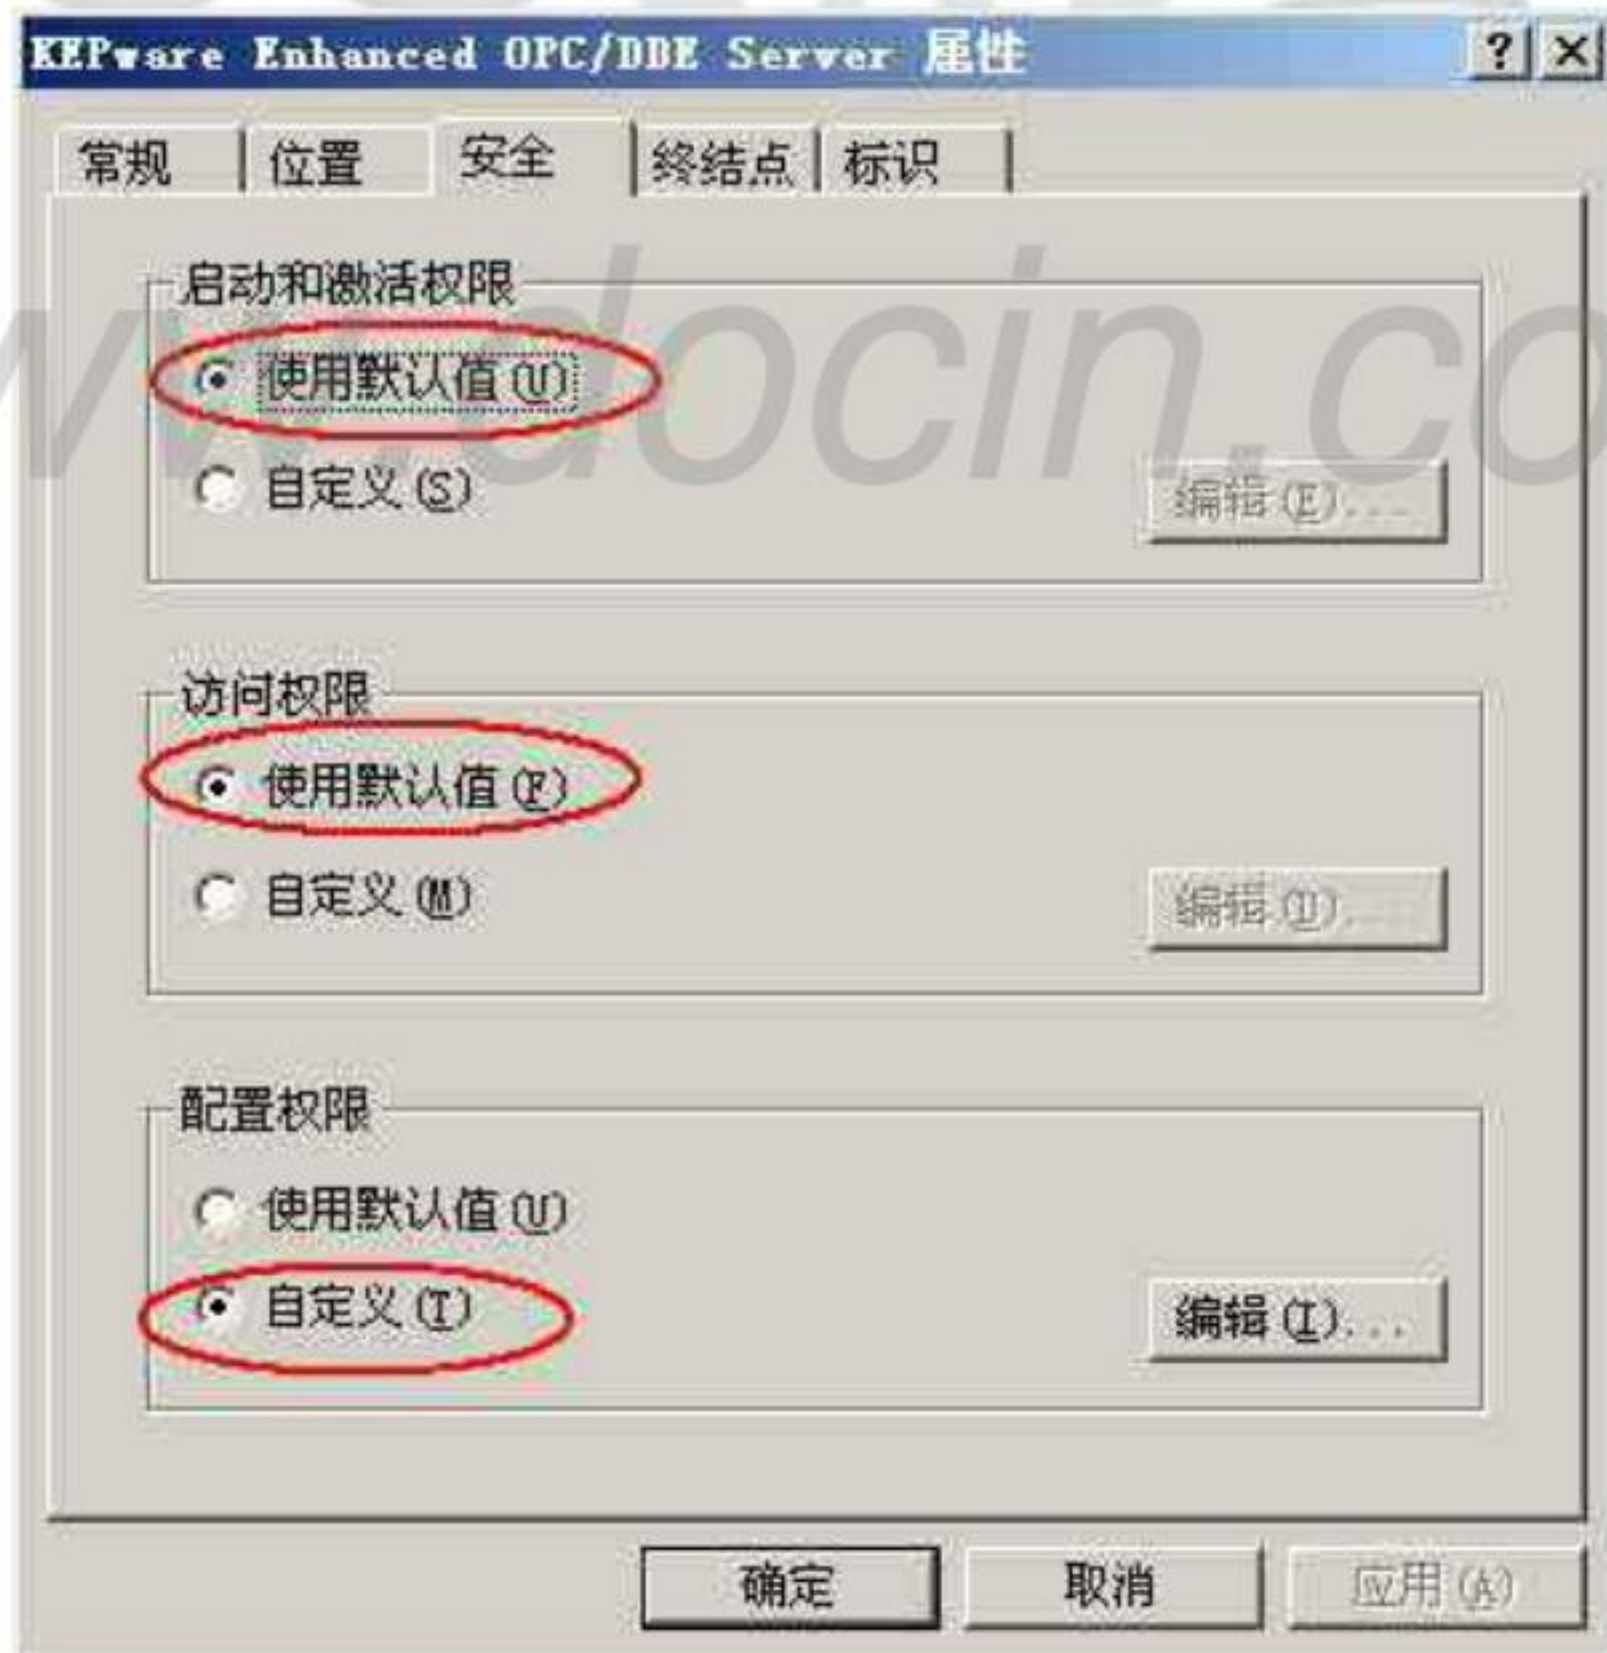 KEPware Enhanced OPC/DDE Server 属性
常规 位置 安全 终结点 标识
启动和激活权限
使用默认值(U)
自定义(S)
编辑(E)...
访问权限
使用默认值(F)
自定义(M)
编辑(D)...
配置权限
使用默认值(U)
自定义(T)
编辑(I)...
确定 取消 应用(A)
www.docin.co